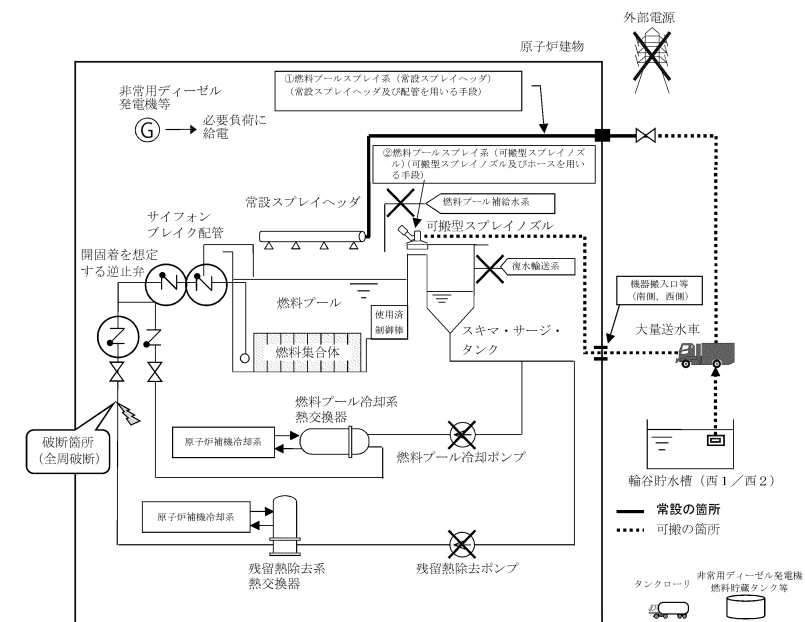 外部電源
原子炉建物
①燃料プールスプレイ系（常設スプレイヘッダ）
（常設スプレイヘッダ及び配管を用いる手段）
非常用ディーゼル
発電機等
G
必要負荷に
給電
②燃料プールスプレイ系（可搬型スプレイノズ
ル）（可搬型スプレイノズル及びホースを用い
る手段）
常設スプレイヘッダ
燃料プール補給水系
サイフォン
ブレイク配管
可搬型スプレイノズル
開固着を想定
する逆止弁
復水輸送系
機器搬入口等
（南側，西側）
燃料プール
使用済
制御棒
スキマ・サージ・
タンク
大量送水車
燃料集合体
燃料プール冷却系
熱交換器
破断箇所
（全周破断）
原子炉補機冷却系
燃料プール冷却ポンプ
輪谷貯水槽（西１／西２）
常設の箇所
可搬の箇所
原子炉補機冷却系
残留熱除去系
熱交換器
残留熱除去ポンプ
タンクローリ
非常用ディーゼル発電機
燃料貯蔵タンク等